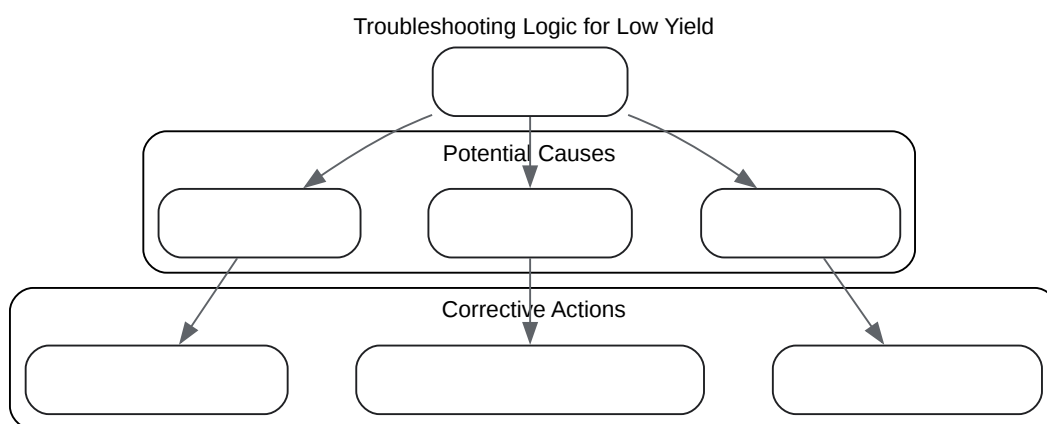 Troubleshooting Logic for Low Yield
Potential Causes
Corrective Actions